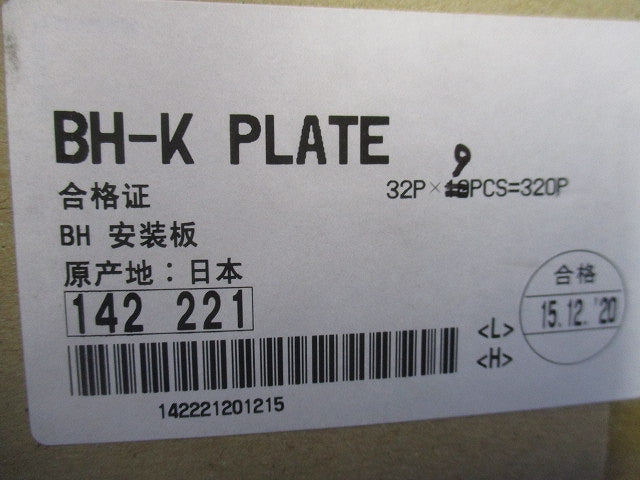 BH-K PLATE
9
32P×10PCS=320P
合格证
BH 安装板
原产地：日本
142 221
142221201215
<L>
<H>
合格
15.12.'20